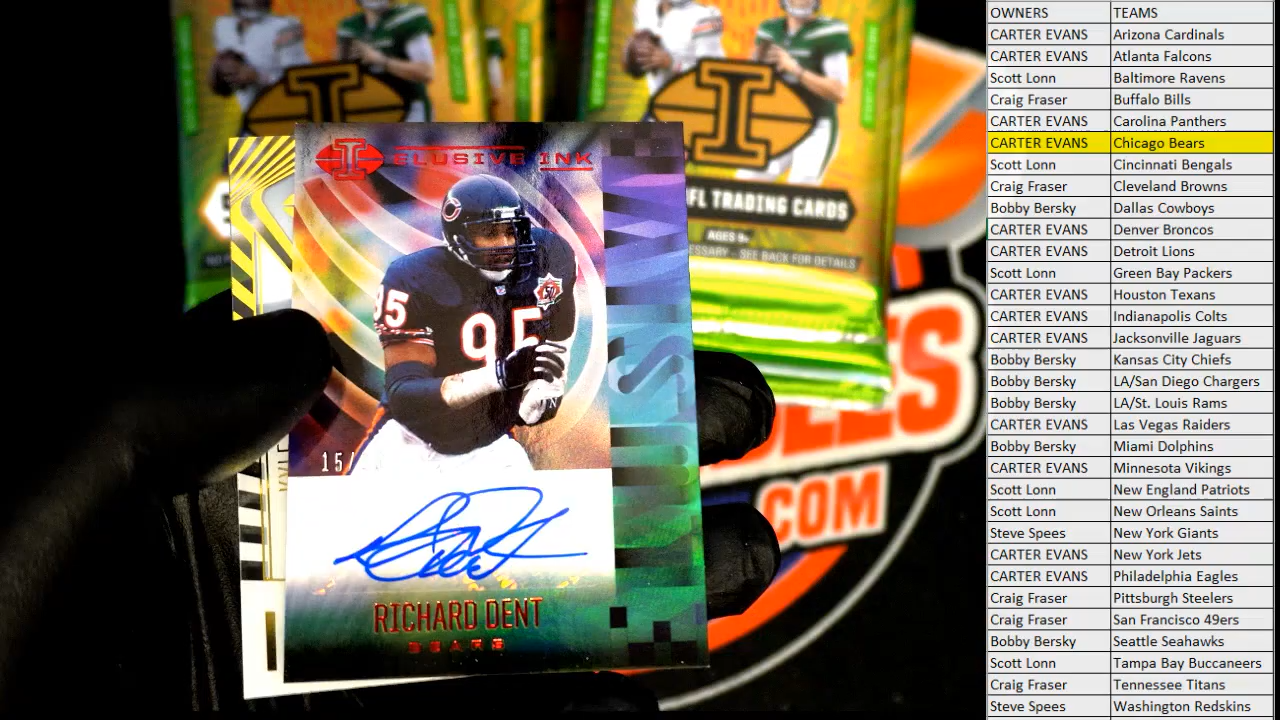 OWNERS TEAMS
CARTER EVANS Arizona Cardinals
CARTER EVANS Atlanta Falcons
Scott Lonn Baltimore Ravens
Craig Fraser Buffalo Bills
CARTER EVANS Carolina Panthers
CARTER EVANS Chicago Bears
Scott Lonn Cincinnati Bengals
Craig Fraser Cleveland Browns
Bobby Bersky Dallas Cowboys
CARTER EVANS Denver Broncos
CARTER EVANS Detroit Lions
Scott Lonn Green Bay Packers
CARTER EVANS Houston Texans
CARTER EVANS Indianapolis Colts
CARTER EVANS Jacksonville Jaguars
Bobby Bersky Kansas City Chiefs
Bobby Bersky LA/San Diego Chargers
Bobby Bersky LA/St. Louis Rams
CARTER EVANS Las Vegas Raiders
Bobby Bersky Miami Dolphins
CARTER EVANS Minnesota Vikings
Scott Lonn New England Patriots
Scott Lonn New Orleans Saints
Steve Spees New York Giants
CARTER EVANS New York Jets
CARTER EVANS Philadelphia Eagles
Craig Fraser Pittsburgh Steelers
Craig Fraser San Francisco 49ers
Bobby Bersky Seattle Seahawks
Scott Lonn Tampa Bay Buccaneers
Craig Fraser Tennessee Titans
Steve Spees Washington Redskins
I
I
FL TRADING CARDS
AGES 9+
ESSARY - SEE BACK FOR DETAILS
ELUSIVE INK
C
50
95
95
15/
RICHARD DENT
BEARS
COM